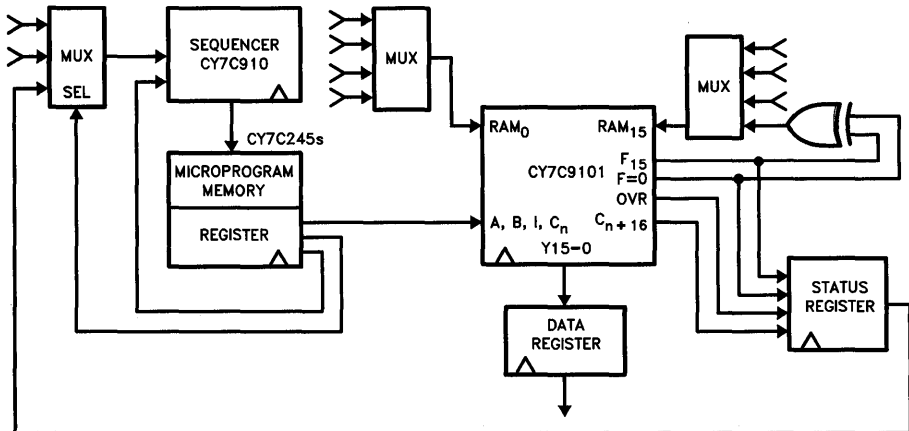 MUX
SEL
SEQUENCER
CY7C910
CY7C245s
MICROPROGRAM
MEMORY
REGISTER
MUX
MUX
RAM0
RAM15
CY7C9101
F15
F=0
OVR
Cn+16
A, B, I, Cn
Y15-0
DATA
REGISTER
STATUS
REGISTER